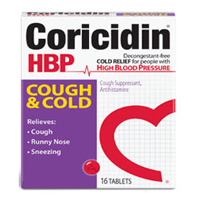 Coricidin®
HBP
Decongestant-free
COLD RELIEF for people with
HIGH BLOOD PRESSURE
COUGH
& COLD
Cough Suppressant,
Antihistamine
Relieves:
• Cough
• Runny Nose
• Sneezing
16 TABLETS